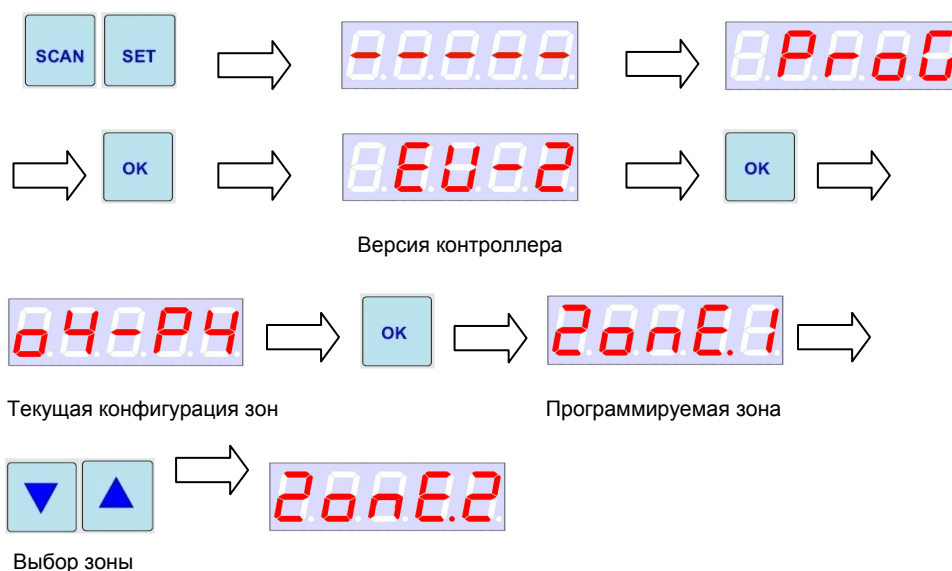 SCAN SET ----- ProG
OK EU-2 OK
Версия контроллера
o4-P4 OK ZonE.1
Текущая конфигурация зон Программируемая зона
ZonE.2
Выбор зоны